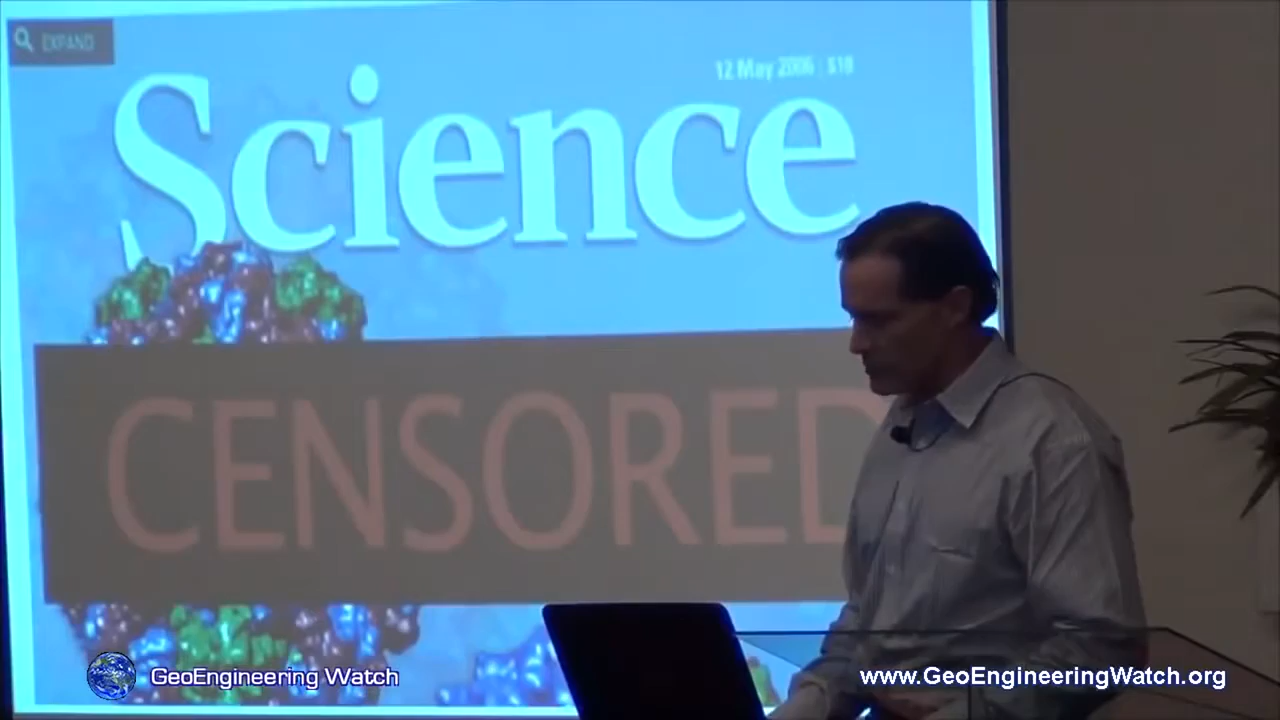 EXPAND
12 May 2006 | $10
Science
CENSORED
GeoEngineering Watch
www.GeoEngineeringWatch.org